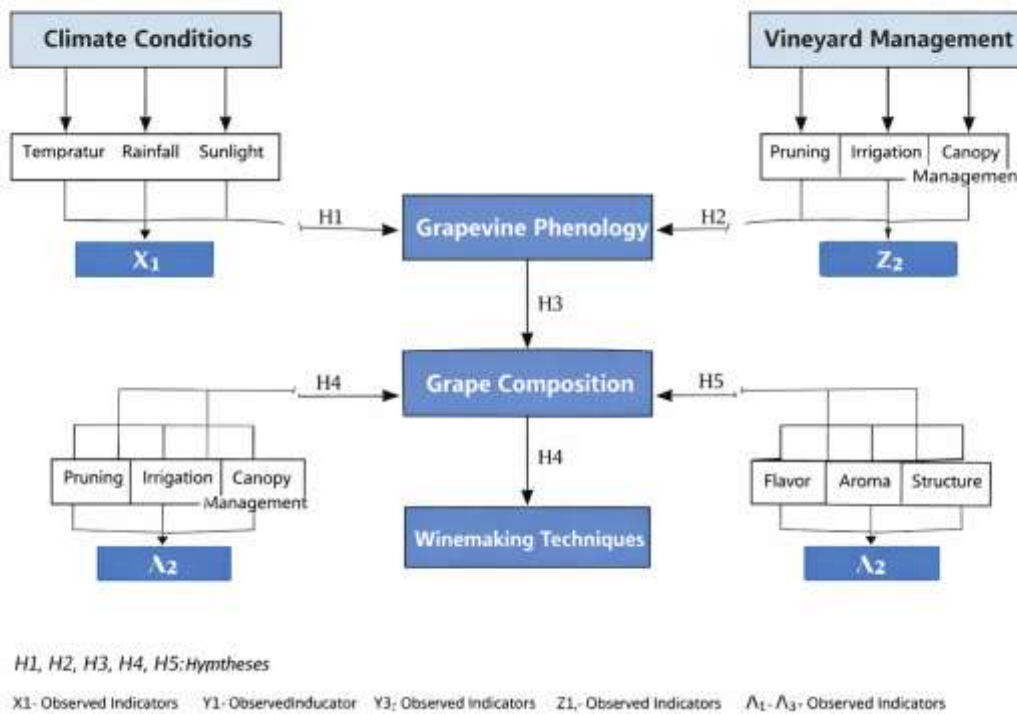 Climate Conditions
Vineyard Management
Tempratur Rainfall Sunlight
Pruning Irrigation Canopy
Management
H1
Grapevine Phenology
H2
X₁
Z₂
H3
H4
Grape Composition
H5
Pruning Irrigation Canopy
Management
H4
Flavor Aroma Structure
Winemaking Techniques
Λ₂
Λ₂
H1, H2, H3, H4, H5: Hymtheses
X1- Observed Indicators Y1- ObservedInducator Y3; Observed Indicators Z1,- Observed Indicators Λ₁- Λ₃- Observed Indicators